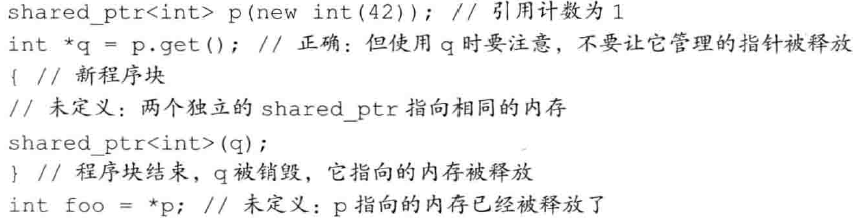 shared_ptr<int> p(new int(42)); // 引用计数为 1
int *q = p.get(); // 正确：但使用 q 时要注意，不要让它管理的指针被释放
{ // 新程序块
// 未定义：两个独立的 shared_ptr 指向相同的内存
shared_ptr<int>(q);
} // 程序块结束，q 被销毁，它指向的内存被释放
int foo = *p; // 未定义：p 指向的内存已经被释放了